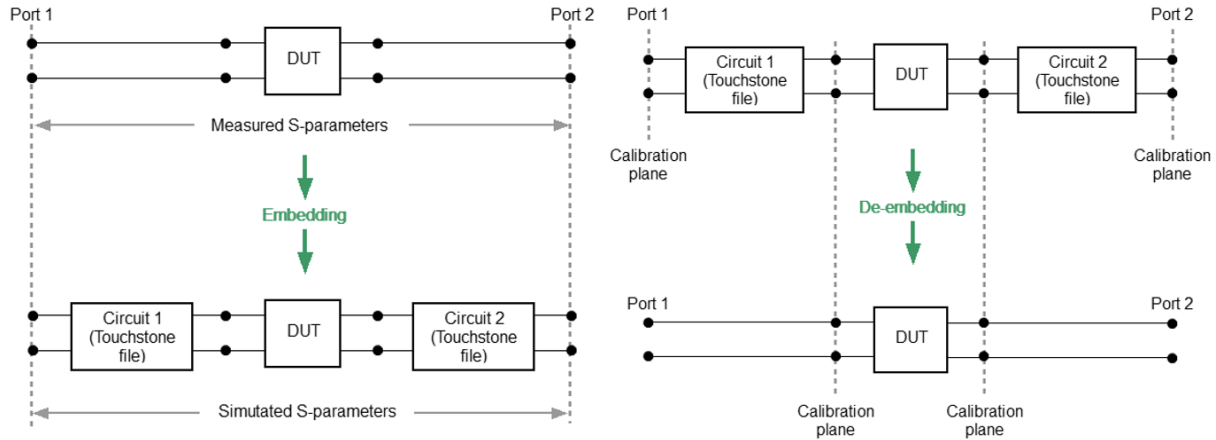 Port 1
Port 2
DUT
Measured S-parameters
Embedding
Circuit 1
(Touchstone
file)
DUT
Circuit 2
(Touchstone
file)
Simutated S-parameters
Port 1
Port 2
Circuit 1
(Touchstone
file)
DUT
Circuit 2
(Touchstone
file)
Calibration
plane
Calibration
plane
De-embedding
Port 1
Port 2
DUT
Calibration
plane
Calibration
plane